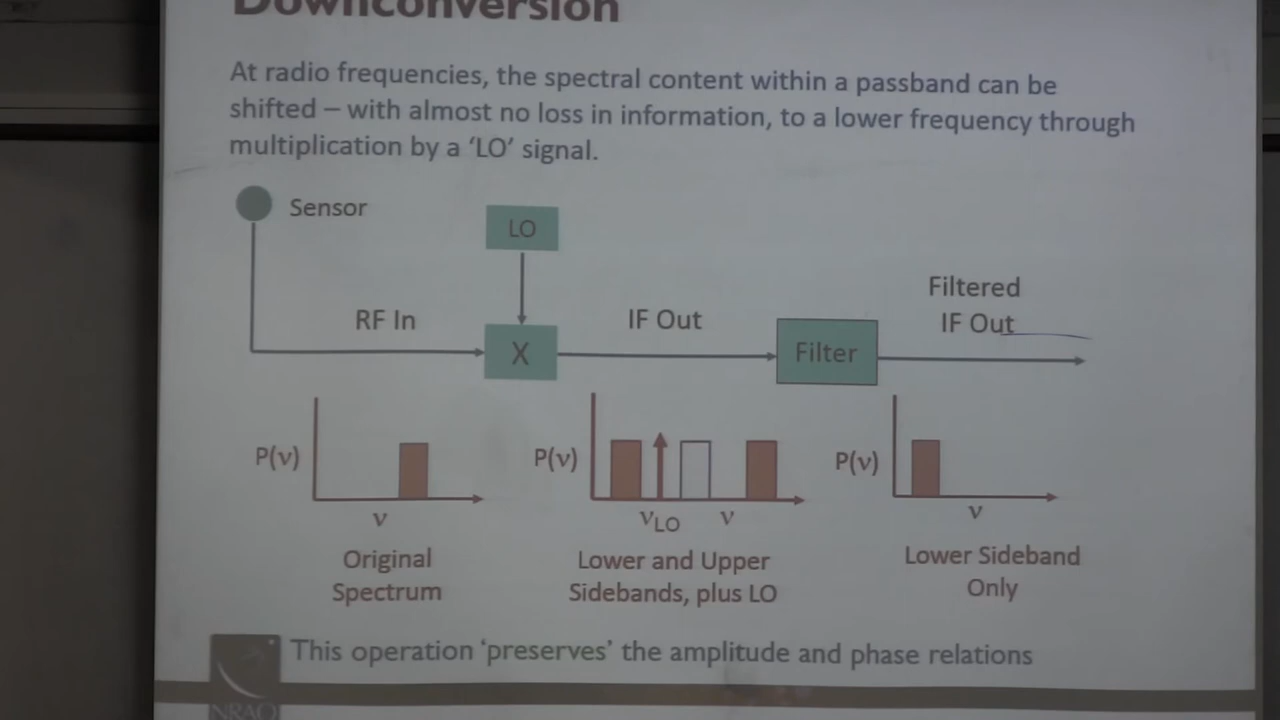 Downconversion
At radio frequencies, the spectral content within a passband can be
shifted – with almost no loss in information, to a lower frequency through
multiplication by a ‘LO’ signal.
Sensor
LO
Filtered
RF In
IF Out
IF Out
X
Filter
P(ν)
P(ν)
P(ν)
ν
νLO
ν
ν
Original
Spectrum
Lower and Upper
Sidebands, plus LO
Lower Sideband
Only
This operation ‘preserves’ the amplitude and phase relations
NRAO